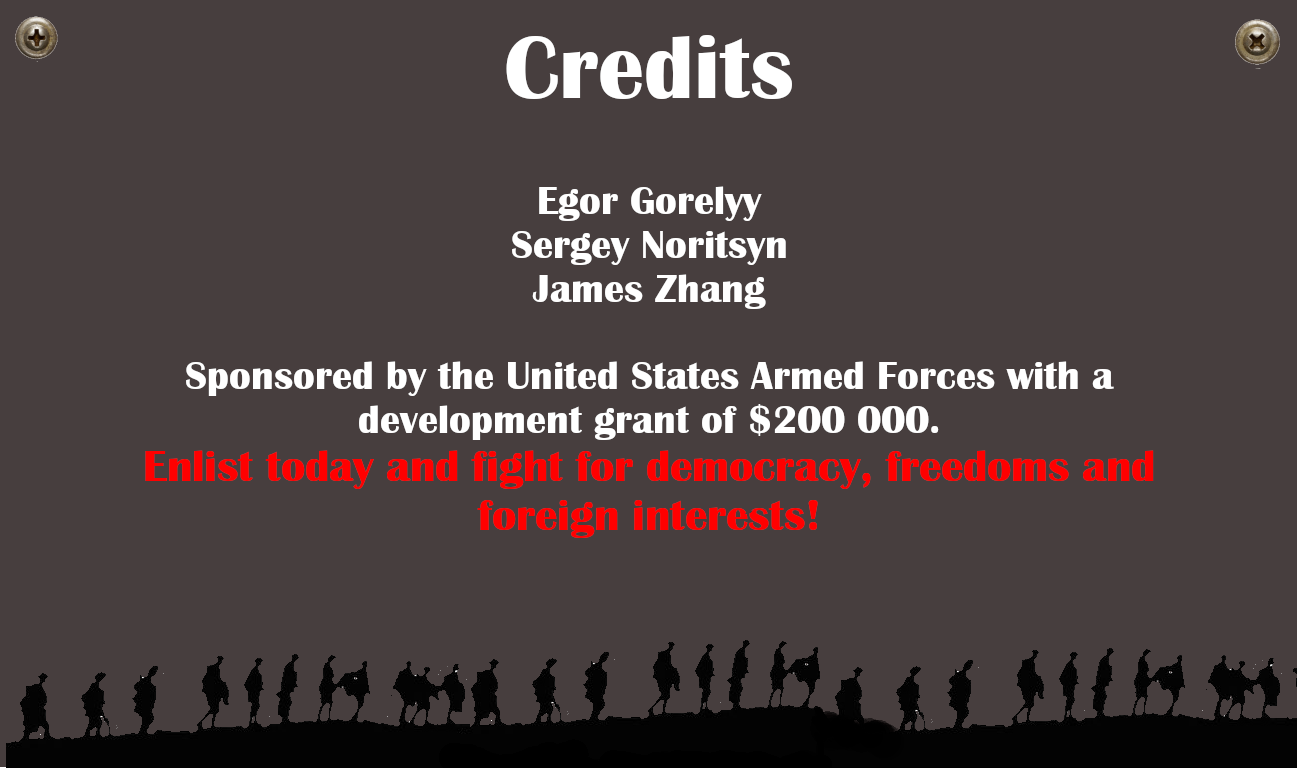 Credits
Egor Gorelyy
Sergey Noritsyn
James Zhang
Sponsored by the United States Armed Forces with a
development grant of $200 000.
Enlist today and fight for democracy, freedoms and
foreign interests!